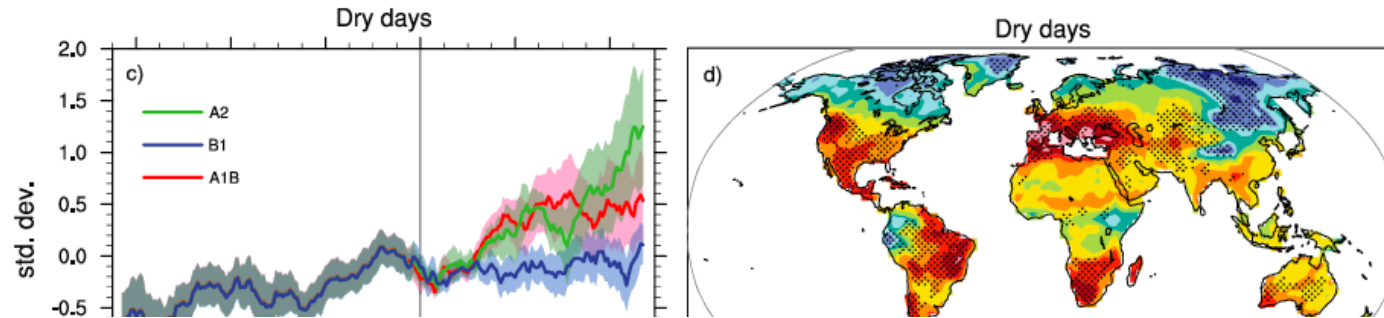 Dry days
c)
A2
B1
A1B
2.0
1.5
1.0
0.5
0.0
-0.5
std. dev.
Dry days
d)